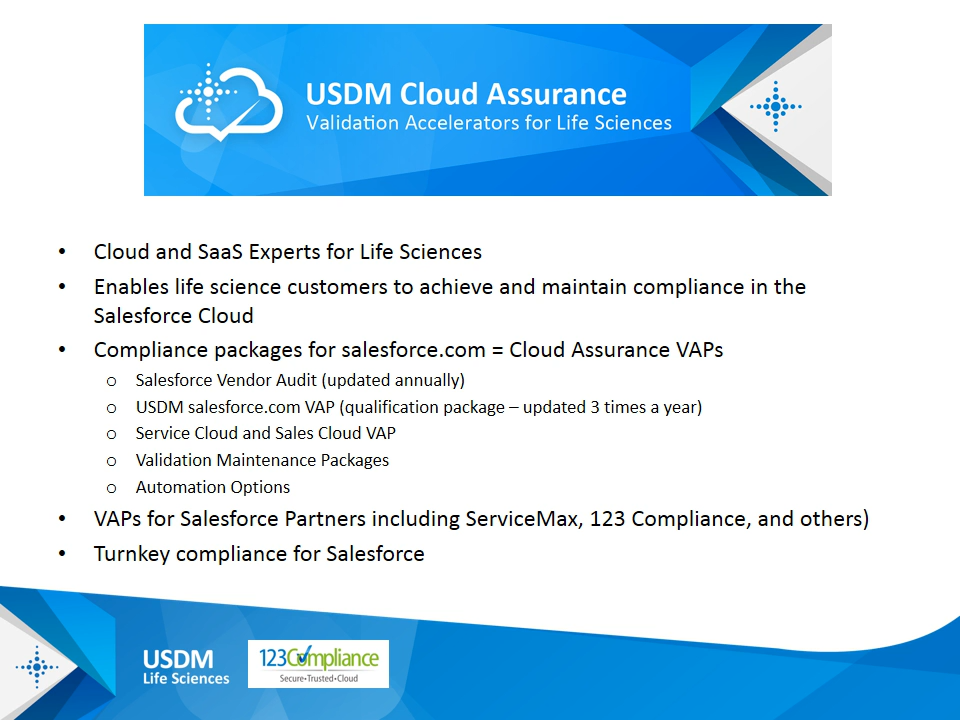 USDM Cloud Assurance
Validation Accelerators for Life Sciences
• Cloud and SaaS Experts for Life Sciences
• Enables life science customers to achieve and maintain compliance in the
Salesforce Cloud
• Compliance packages for salesforce.com = Cloud Assurance VAPs
o Salesforce Vendor Audit (updated annually)
o USDM salesforce.com VAP (qualification package – updated 3 times a year)
o Service Cloud and Sales Cloud VAP
o Validation Maintenance Packages
o Automation Options
• VAPs for Salesforce Partners including ServiceMax, 123 Compliance, and others)
• Turnkey compliance for Salesforce
USDM
Life Sciences
123Compliance
Secure•Trusted•Cloud